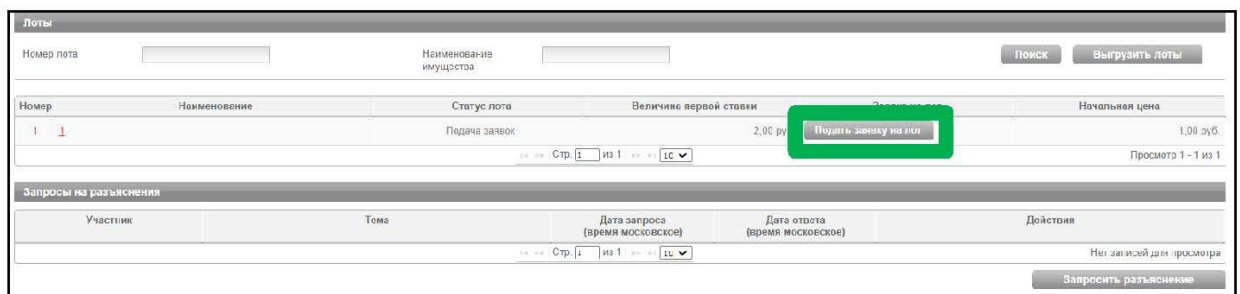 Лоты
Номер лота
Наименование имущества
Поиск
Выгрузить лоты
Номер Наименование Статус лота Величина первой ставки Начальная цена
1 1 Подача заявок 2,00 ру Подать заявку на лот 1,00 руб.
Стр. 1 из 1 10 Просмотр 1 - 1 из 1
Запросы на разъяснения
Участник Тема Дата запроса (время московское) Дата ответа (время московское) Действия
Стр. 1 из 1 10 Нет записей для просмотра
Запросить разъяснение